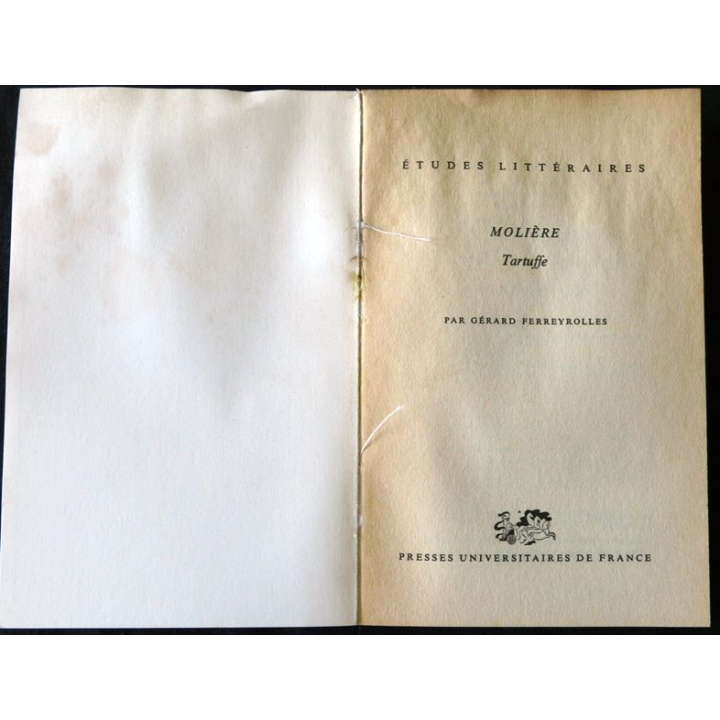 ÉTUDES LITTÉRAIRES
MOLIÈRE
Tartuffe
PAR GÉRARD FERREYROLLES
PRESSES UNIVERSITAIRES DE FRANCE